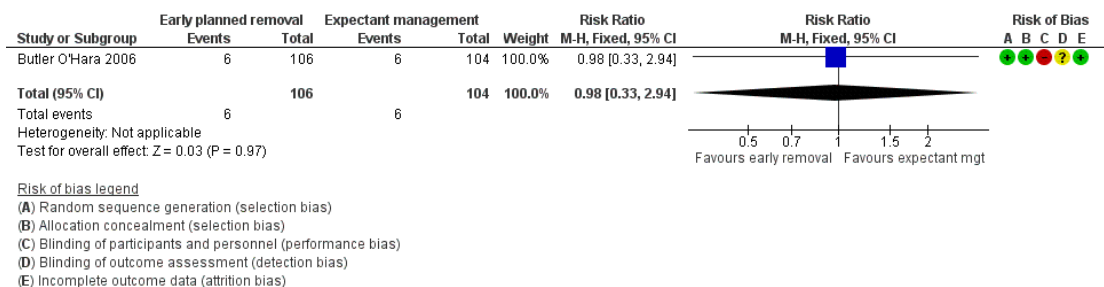 Early planned removal Expectant management Risk Ratio Risk Ratio Risk of Bias
Study or Subgroup Events Total Events Total Weight M-H, Fixed, 95% CI M-H, Fixed, 95% CI A B C D E
Butler O'Hara 2006 6 106 6 104 100.0% 0.98 [0.33, 2.94] + + - ? +
Total (95% CI) 106 104 100.0% 0.98 [0.33, 2.94]
Total events 6 6
Heterogeneity: Not applicable
Test for overall effect: Z = 0.03 (P = 0.97)
0.5 0.7 1 1.5 2
Favours early removal Favours expectant mgt
Risk of bias legend
(A) Random sequence generation (selection bias)
(B) Allocation concealment (selection bias)
(C) Blinding of participants and personnel (performance bias)
(D) Blinding of outcome assessment (detection bias)
(E) Incomplete outcome data (attrition bias)